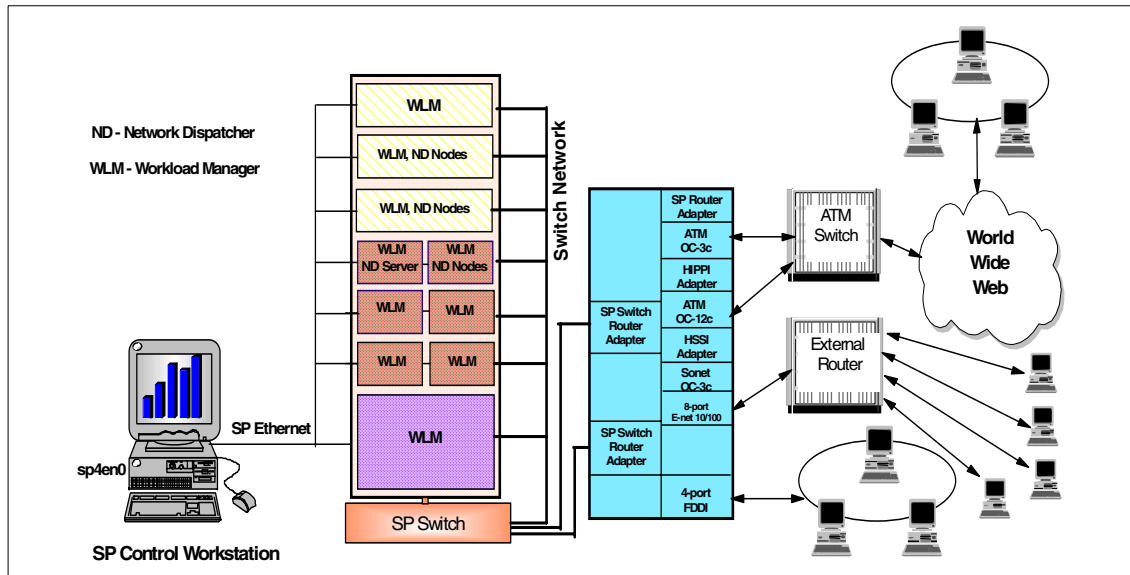 ND - Network Dispatcher
WLM - Workload Manager
WLM
WLM, ND Nodes
WLM, ND Nodes
WLM
ND Server
WLM
ND Nodes
WLM
WLM
WLM
WLM
WLM
SP Switch
Switch Network
SP Ethernet
sp4en0
SP Control Workstation
SP Switch
Router
Adapter
SP Switch
Router
Adapter
SP Router
Adapter
ATM
OC-3c
HIPPI
Adapter
ATM
OC-12c
HSSI
Adapter
Sonet
OC-3c
8-port
E-net 10/100
4-port
FDDI
ATM
Switch
External
Router
World
Wide
Web